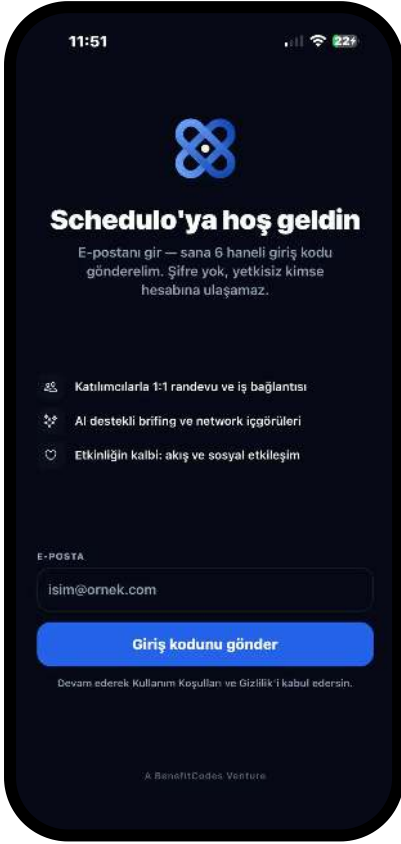 11:51
22
Schedulo'ya hoş geldin
E-postanı gir — sana 6 haneli giriş kodu
gönderelim. Şifre yok, yetkisiz kimse
hesabına ulaşamaz.
Katılımcılarla 1:1 randevu ve iş bağlantısı
AI destekli brifing ve network içgörüleri
Etkinliğin kalbi: akış ve sosyal etkileşim
E-POSTA
isim@ornek.com
Giriş kodunu gönder
Devam ederek Kullanım Koşulları ve Gizlilik'i kabul edersin.
A BenefitCodes Venture